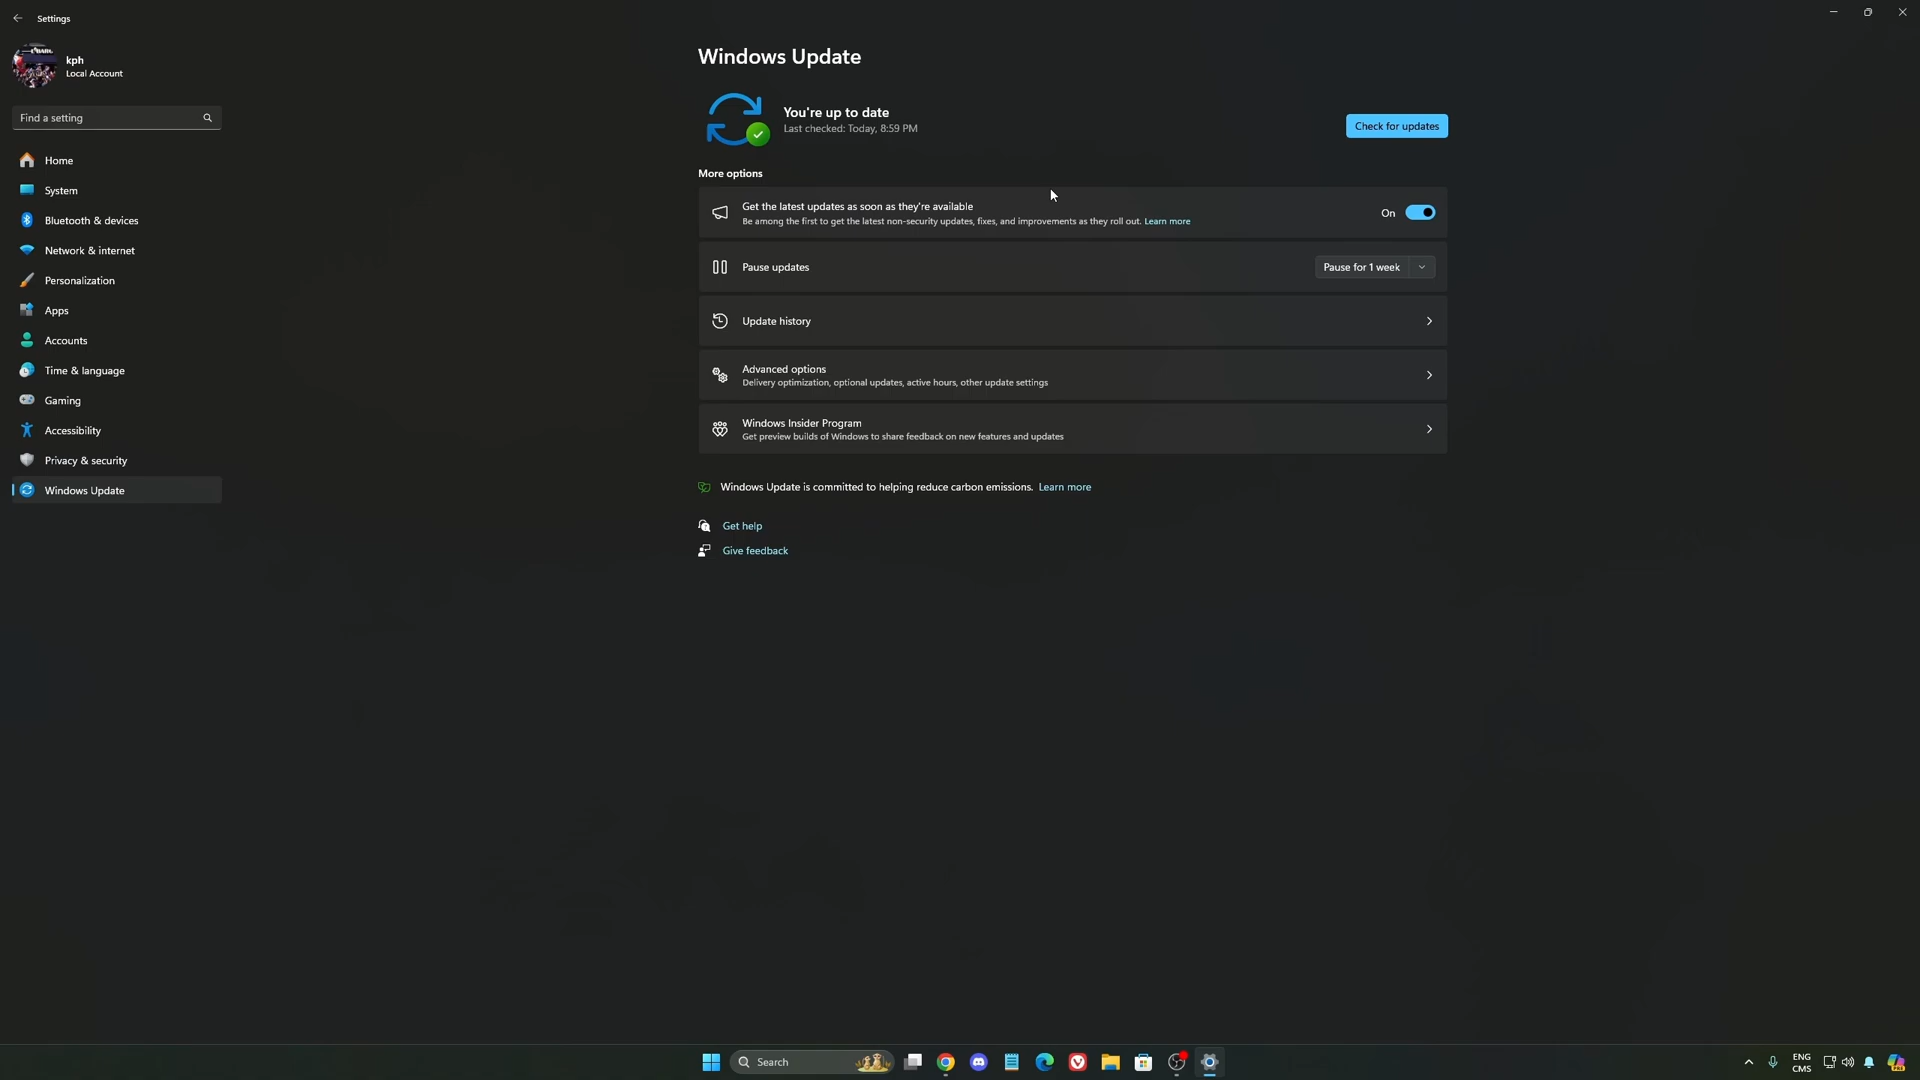 Settings
kph
Local Account
Find a setting
Home
System
Bluetooth & devices
Network & internet
Personalization
Apps
Accounts
Time & language
Gaming
Accessibility
Privacy & security
Windows Update
Windows Update
You're up to date
Last checked: Today, 8:59 PM
Check for updates
More options
Get the latest updates as soon as they're available
Be among the first to get the latest non-security updates, fixes, and improvements as they roll out. Learn more
On
Pause updates
Pause for 1 week
Update history
Advanced options
Delivery optimization, optional updates, active hours, other update settings
Windows Insider Program
Get preview builds of Windows to share feedback on new features and updates
Windows Update is committed to helping reduce carbon emissions. Learn more
Get help
Give feedback
Search
ENG
CMS